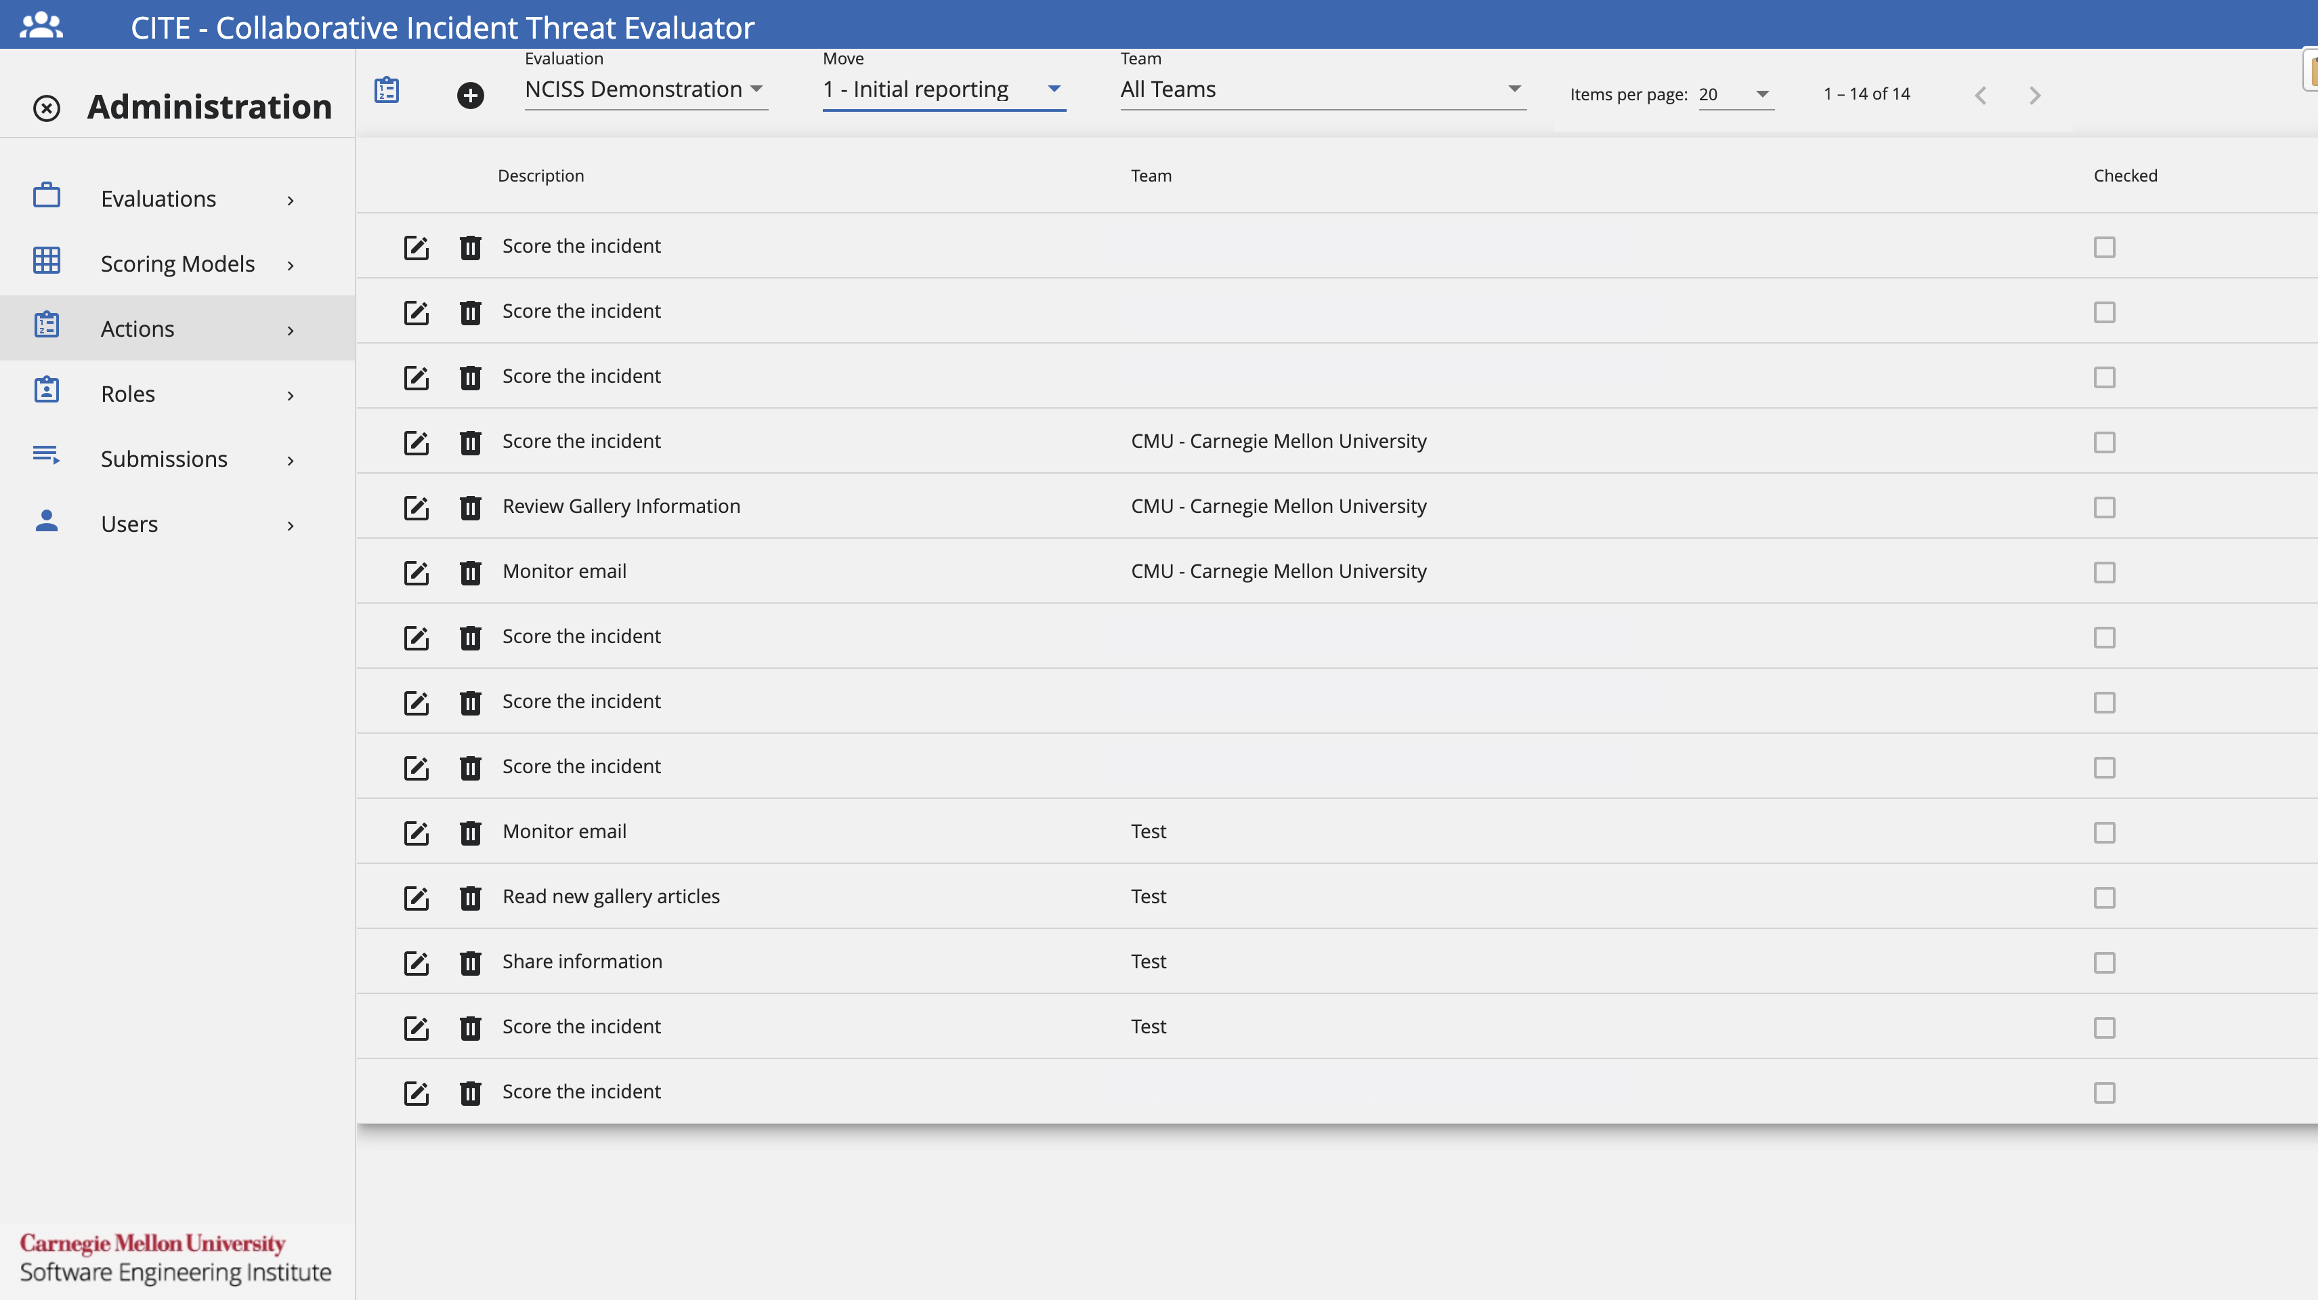 CITE - Collaborative Incident Threat Evaluator
Administration
Evaluations
Scoring Models
Actions
Roles
Submissions
Users
Carnegie Mellon University
Software Engineering Institute
Evaluation
NCISS Demonstration
Move
1 - Initial reporting
Team
All Teams
Items per page: 20
1 – 14 of 14
Description Team Checked
Score the incident
Score the incident
Score the incident
Score the incident CMU - Carnegie Mellon University
Review Gallery Information CMU - Carnegie Mellon University
Monitor email CMU - Carnegie Mellon University
Score the incident
Score the incident
Score the incident
Monitor email Test
Read new gallery articles Test
Share information Test
Score the incident Test
Score the incident